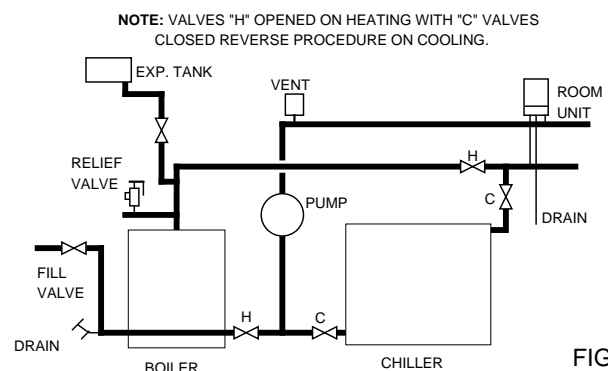 NOTE: VALVES "H" OPENED ON HEATING WITH "C" VALVES
CLOSED REVERSE PROCEDURE ON COOLING.
EXP. TANK
VENT
ROOM
UNIT
H
RELIEF
VALVE
C
PUMP
DRAIN
FILL
VALVE
H
C
DRAIN
BOILER
CHILLER
FIG